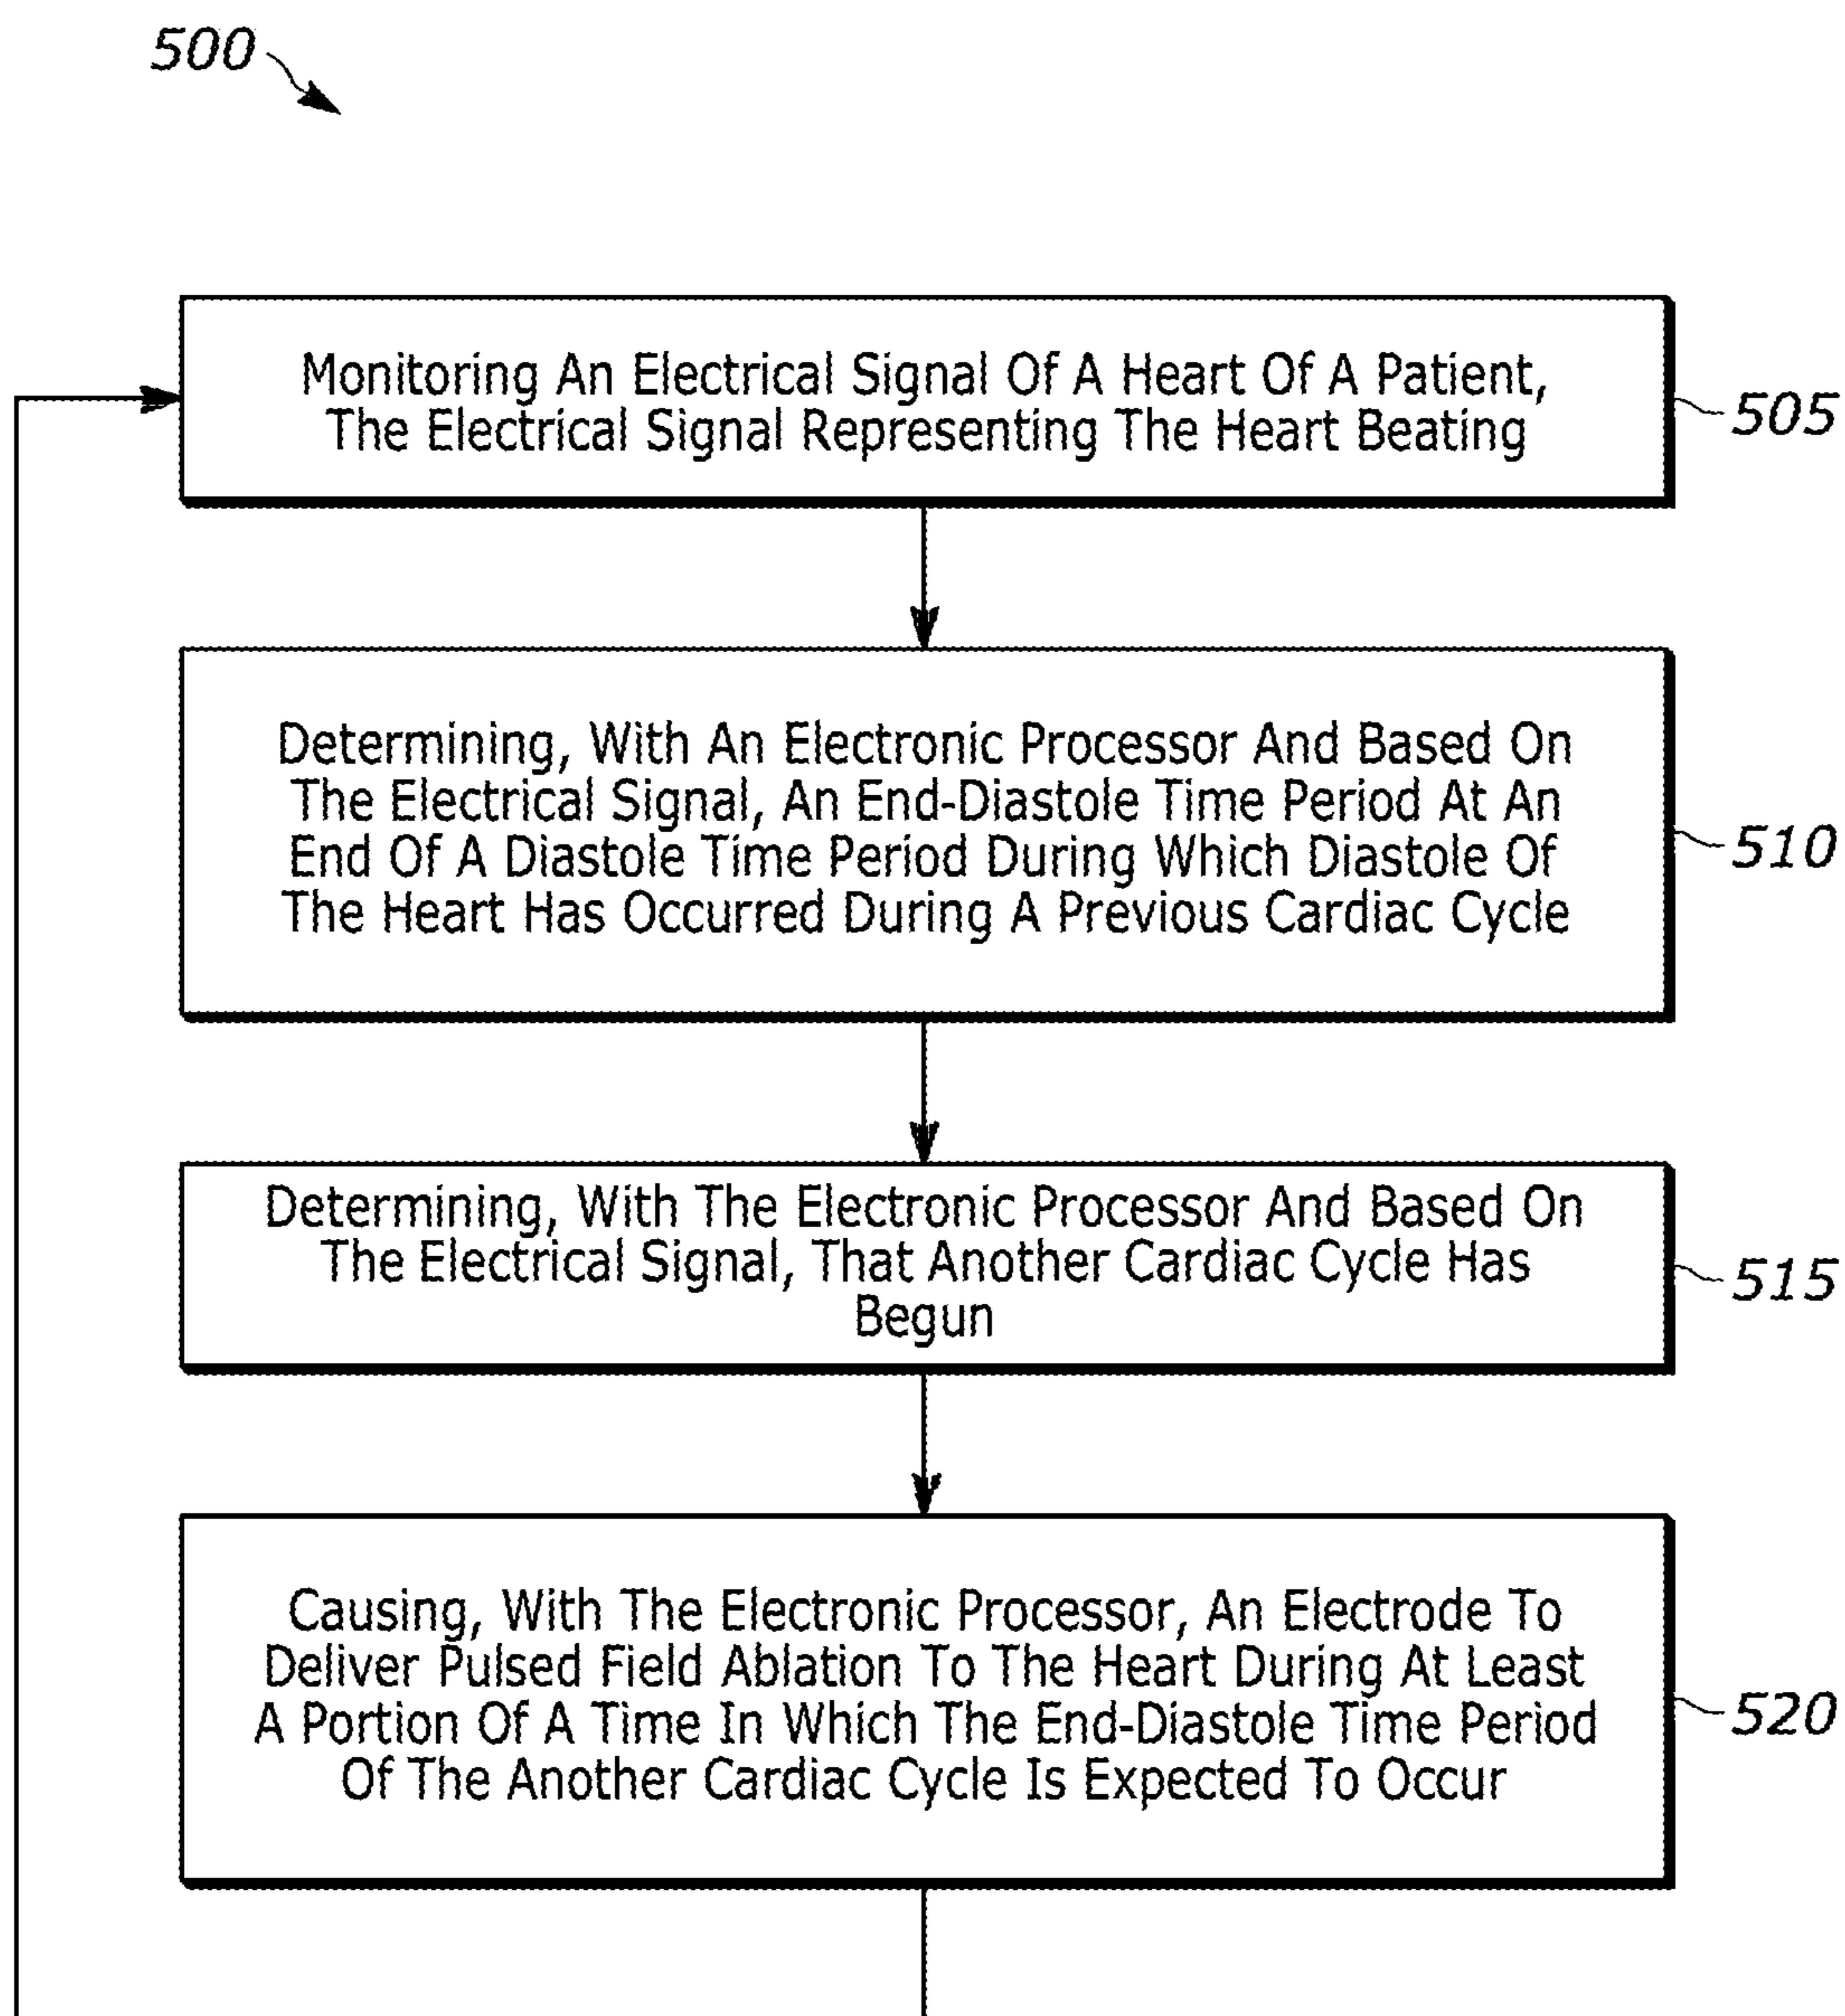 500
Monitoring An Electrical Signal Of A Heart Of A Patient,
The Electrical Signal Representing The Heart Beating
505
Determining, With An Electronic Processor And Based On
The Electrical Signal, An End-Diastole Time Period At An
End Of A Diastole Time Period During Which Diastole Of
The Heart Has Occurred During A Previous Cardiac Cycle
510
Determining, With The Electronic Processor And Based On
The Electrical Signal, That Another Cardiac Cycle Has
Begun
515
Causing, With The Electronic Processor, An Electrode To
Deliver Pulsed Field Ablation To The Heart During At Least
A Portion Of A Time In Which The End-Diastole Time Period
Of The Another Cardiac Cycle Is Expected To Occur
520